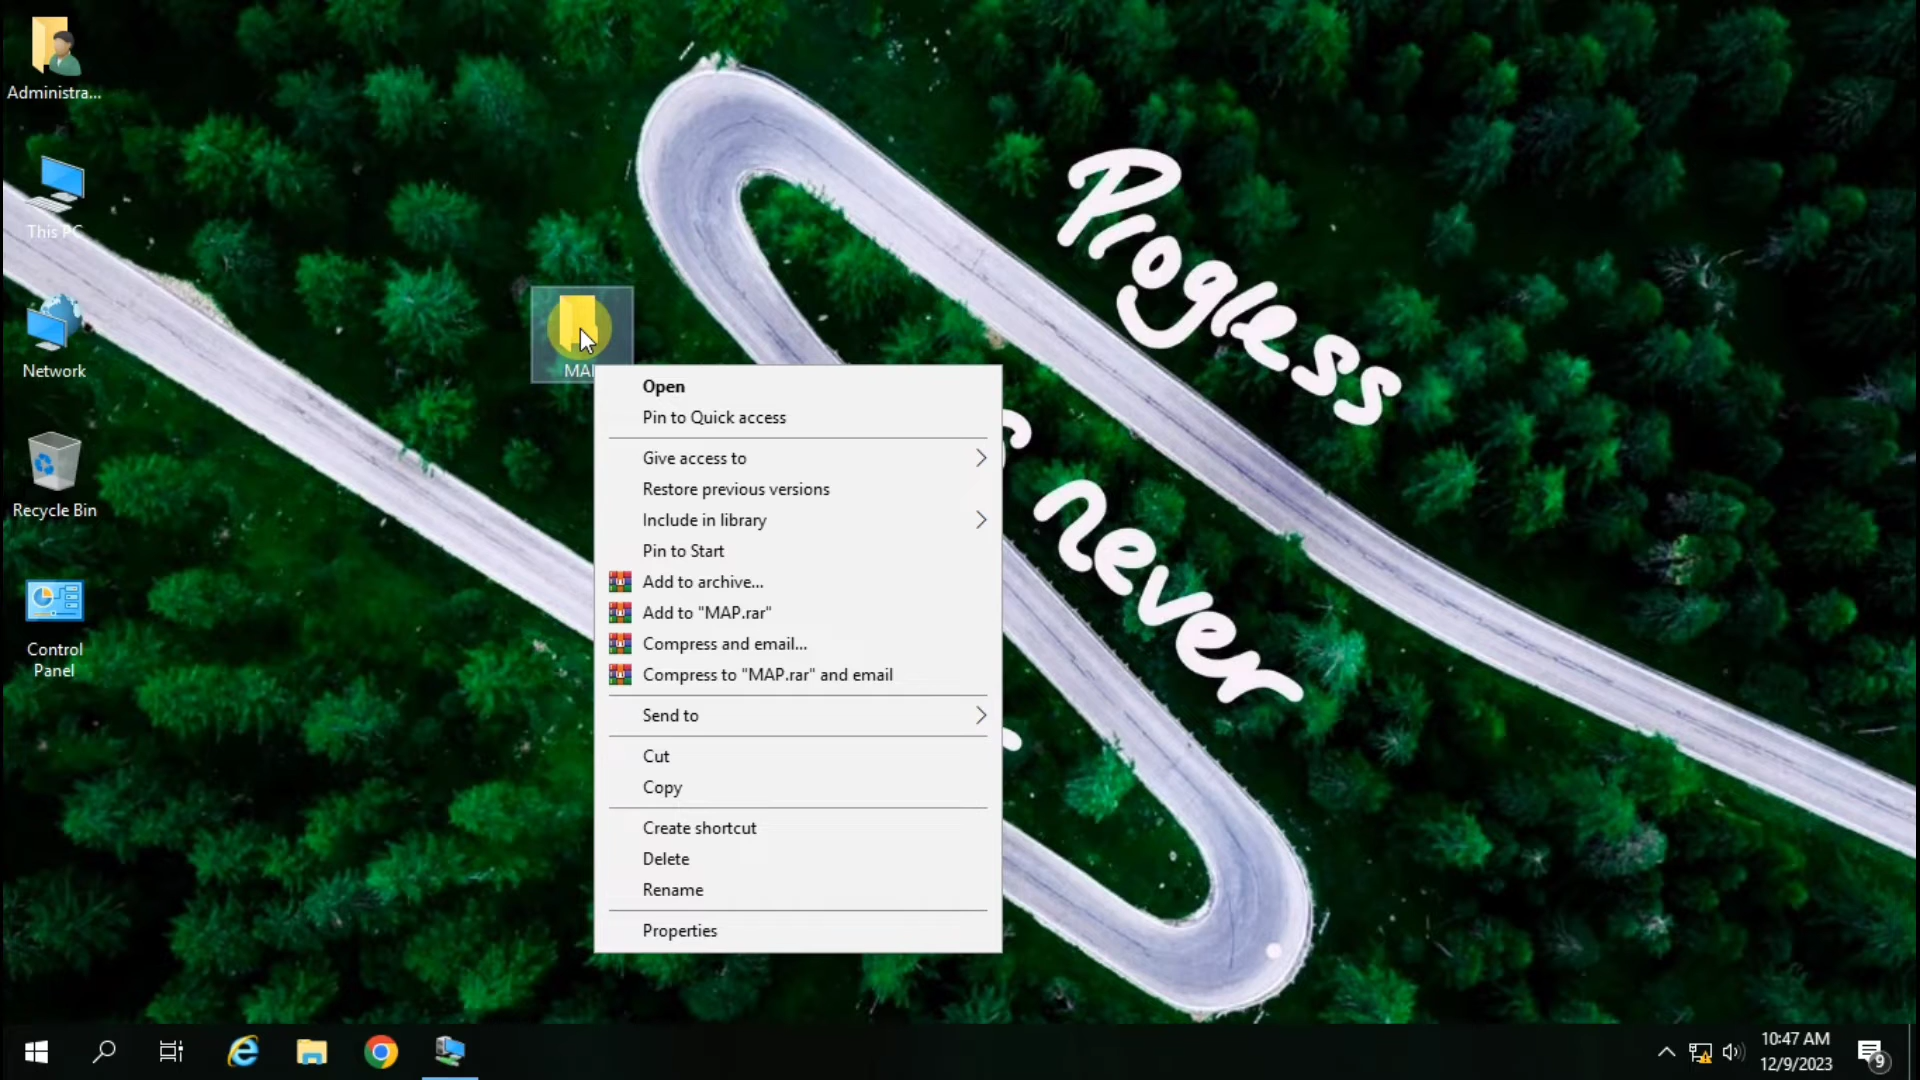 Administra...
This PC
Network
Recycle Bin
Control
Panel
Progless
never
Open
Pin to Quick access
Give access to
Restore previous versions
Include in library
Pin to Start
Add to archive...
Add to "MAP.rar"
Compress and email...
Compress to "MAP.rar" and email
Send to
Cut
Copy
Create shortcut
Delete
Rename
Properties
10:47 AM
12/9/2023
9